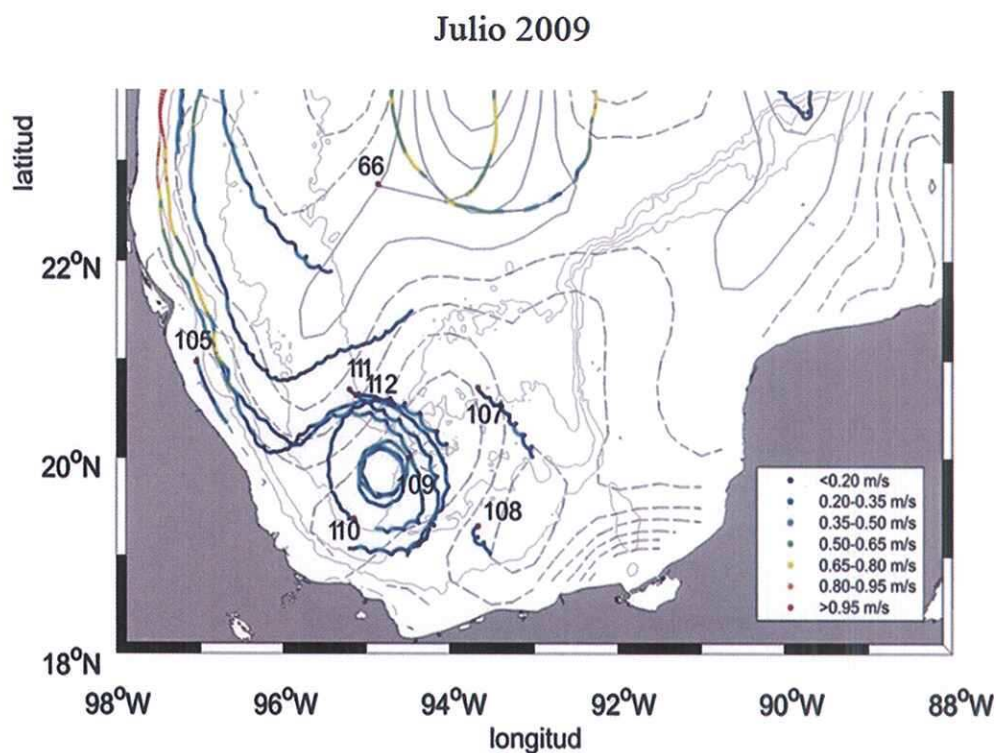 Julio 2009
latitud
66
22°N
105
111
112
107
20°N
109
108
110
<0.20 m/s
0.20-0.35 m/s
0.35-0.50 m/s
0.50-0.65 m/s
0.65-0.80 m/s
0.80-0.95 m/s
>0.95 m/s
18°N
98°W 96°W 94°W 92°W 90°W 88°W
longitud